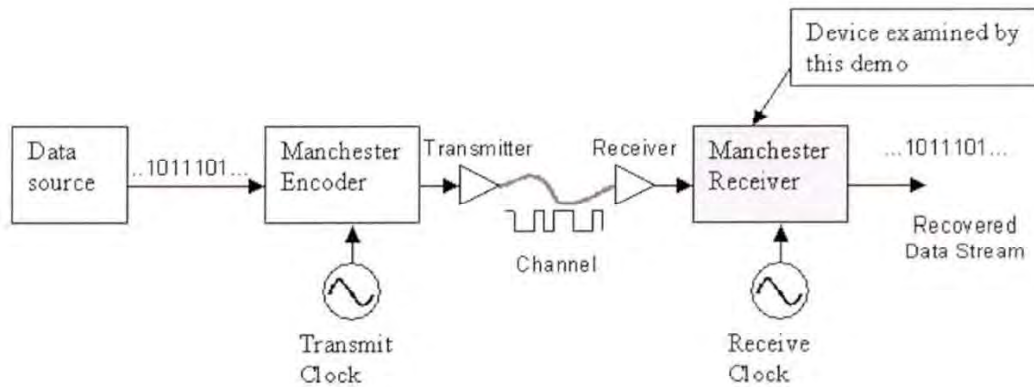 Device examined by
this demo
Data
source
...1011101...
Manchester
Encoder
Transmitter
Receiver
Manchester
Receiver
...1011101...
Recovered
Data Stream
Channel
Transmit
Clock
Receive
Clock